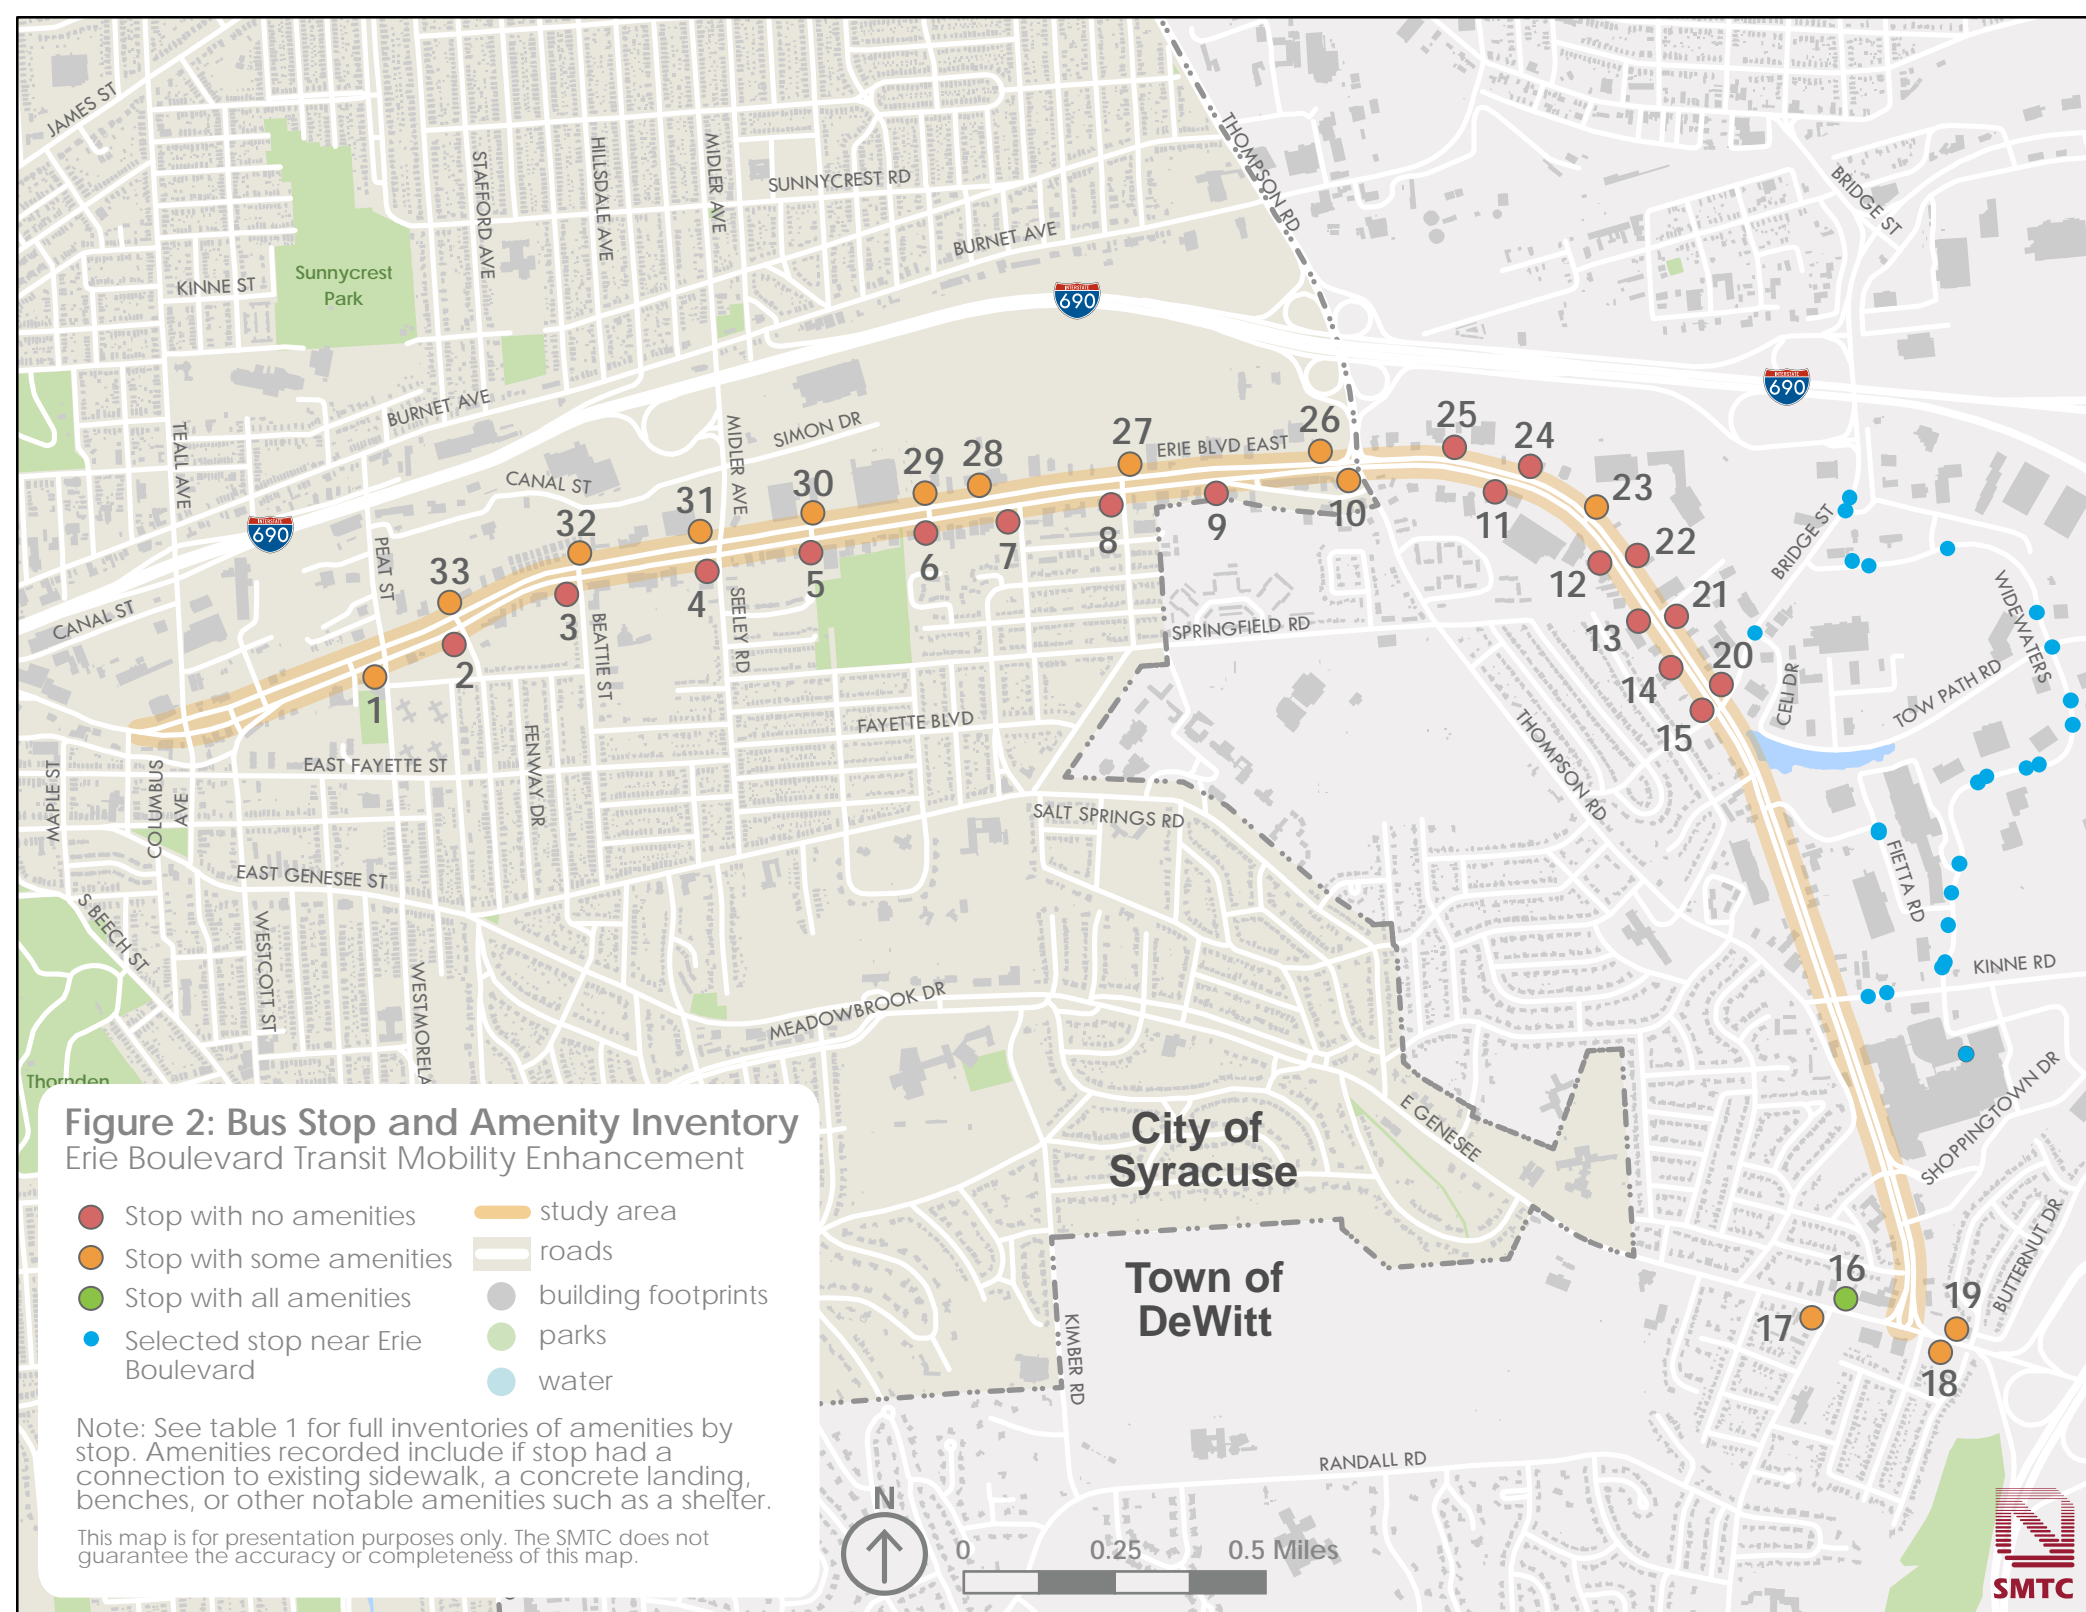 JAMES ST
KINNE ST
Sunnycrest
Park
STAFFORD AVE
HILLSDALE AVE
MIDLER AVE
SUNNYCREST RD
BURNET AVE
THOMPSON RD
BRIDGE ST
INTERSTATE
690
INTERSTATE
690
INTERSTATE
690
TEALL AVE
BURNET AVE
CANAL ST
CANAL ST
PEAT ST
MIDLER AVE
SIMON DR
ERIE BLVD EAST
33
32
31
30
29
28
27
26
25
24
23
22
21
20
1
2
3
4
5
6
7
8
9
10
11
12
13
14
15
BEATTIE ST
SEELEY RD
SPRINGFIELD RD
BRIDGE ST
WIDEWATERS
CELI DR
TOW PATH RD
FAYETTE BLVD
THOMPSON RD
EAST FAYETTE ST
FENWAY DR
MAPLE ST
COLUMBUS
AVE
SALT SPRINGS RD
FIETTA RD
EAST GENESEE ST
S BEECH ST
WESTCOTT ST
WESTMORELA
MEADOWBROOK DR
KINNE RD
SHOPPINGTOWN DR
E GENESEE
BUTTERNUT DR
Thornden
City of
Syracuse
Town of
DeWitt
KIMBER RD
RANDALL RD
16
17
18
19
Figure 2: Bus Stop and Amenity Inventory
Erie Boulevard Transit Mobility Enhancement
Stop with no amenities
Stop with some amenities
Stop with all amenities
Selected stop near Erie
Boulevard
study area
roads
building footprints
parks
water
Note: See table 1 for full inventories of amenities by
stop. Amenities recorded include if stop had a
connection to existing sidewalk, a concrete landing,
benches, or other notable amenities such as a shelter.
This map is for presentation purposes only. The SMTC does not
guarantee the accuracy or completeness of this map.
N
0 0.25 0.5 Miles
SMTC